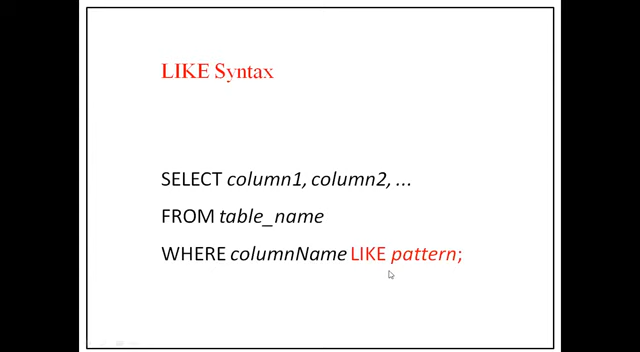 LIKE Syntax
SELECT column1, column2, ...
FROM table_name
WHERE columnName LIKE pattern;